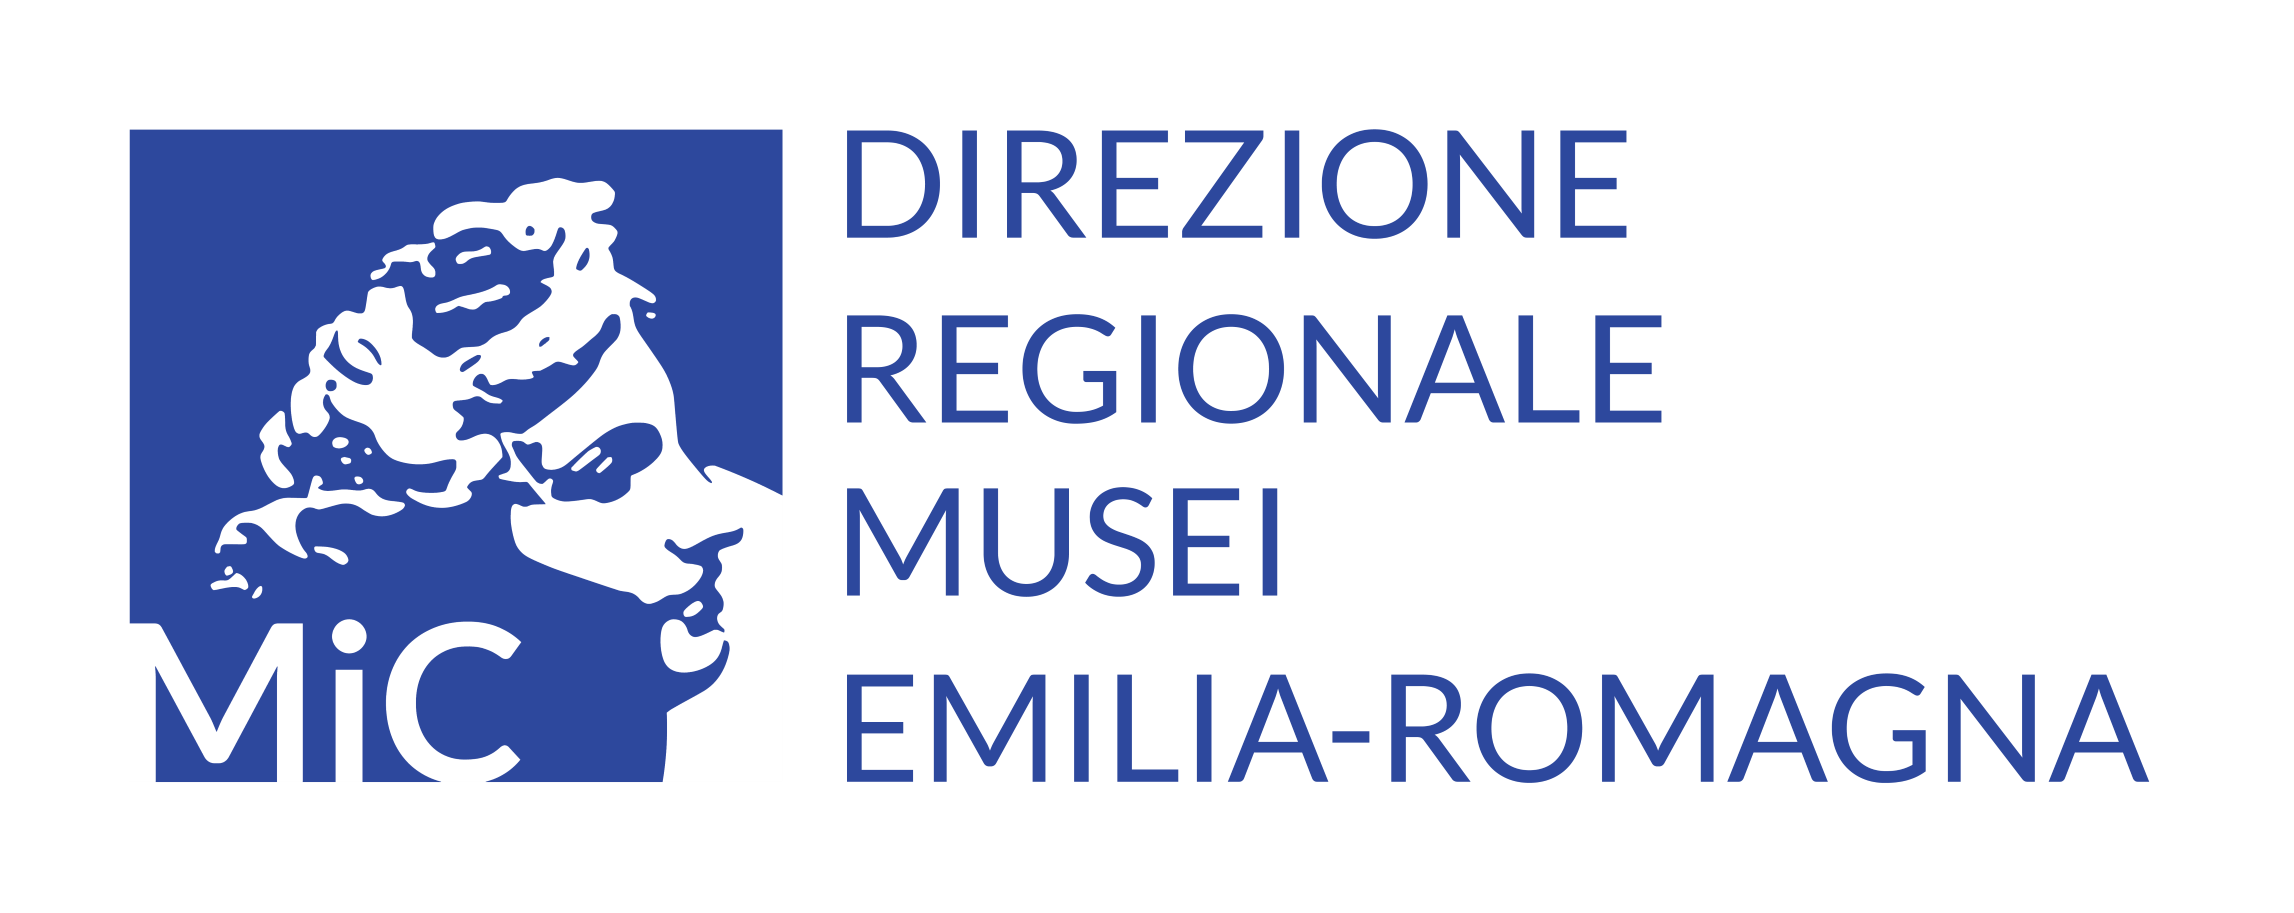 MiC
DIREZIONE
REGIONALE
MUSEI
EMILIA-ROMAGNA